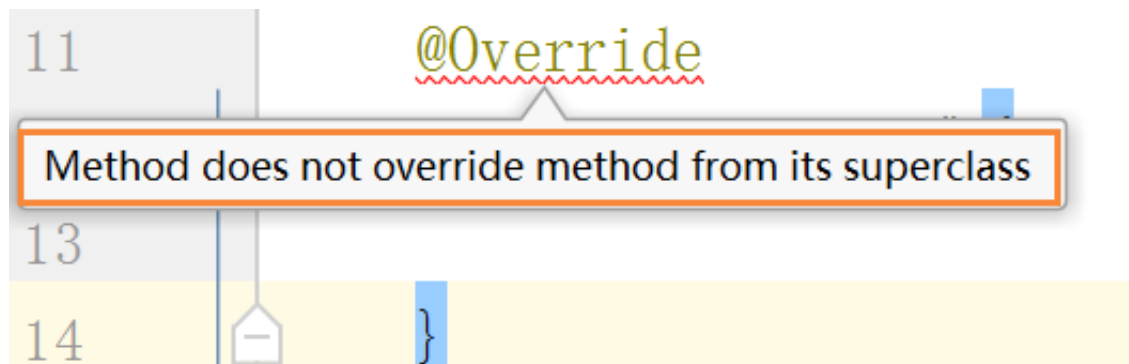 11 @Override
Method does not override method from its superclass
13
14 }